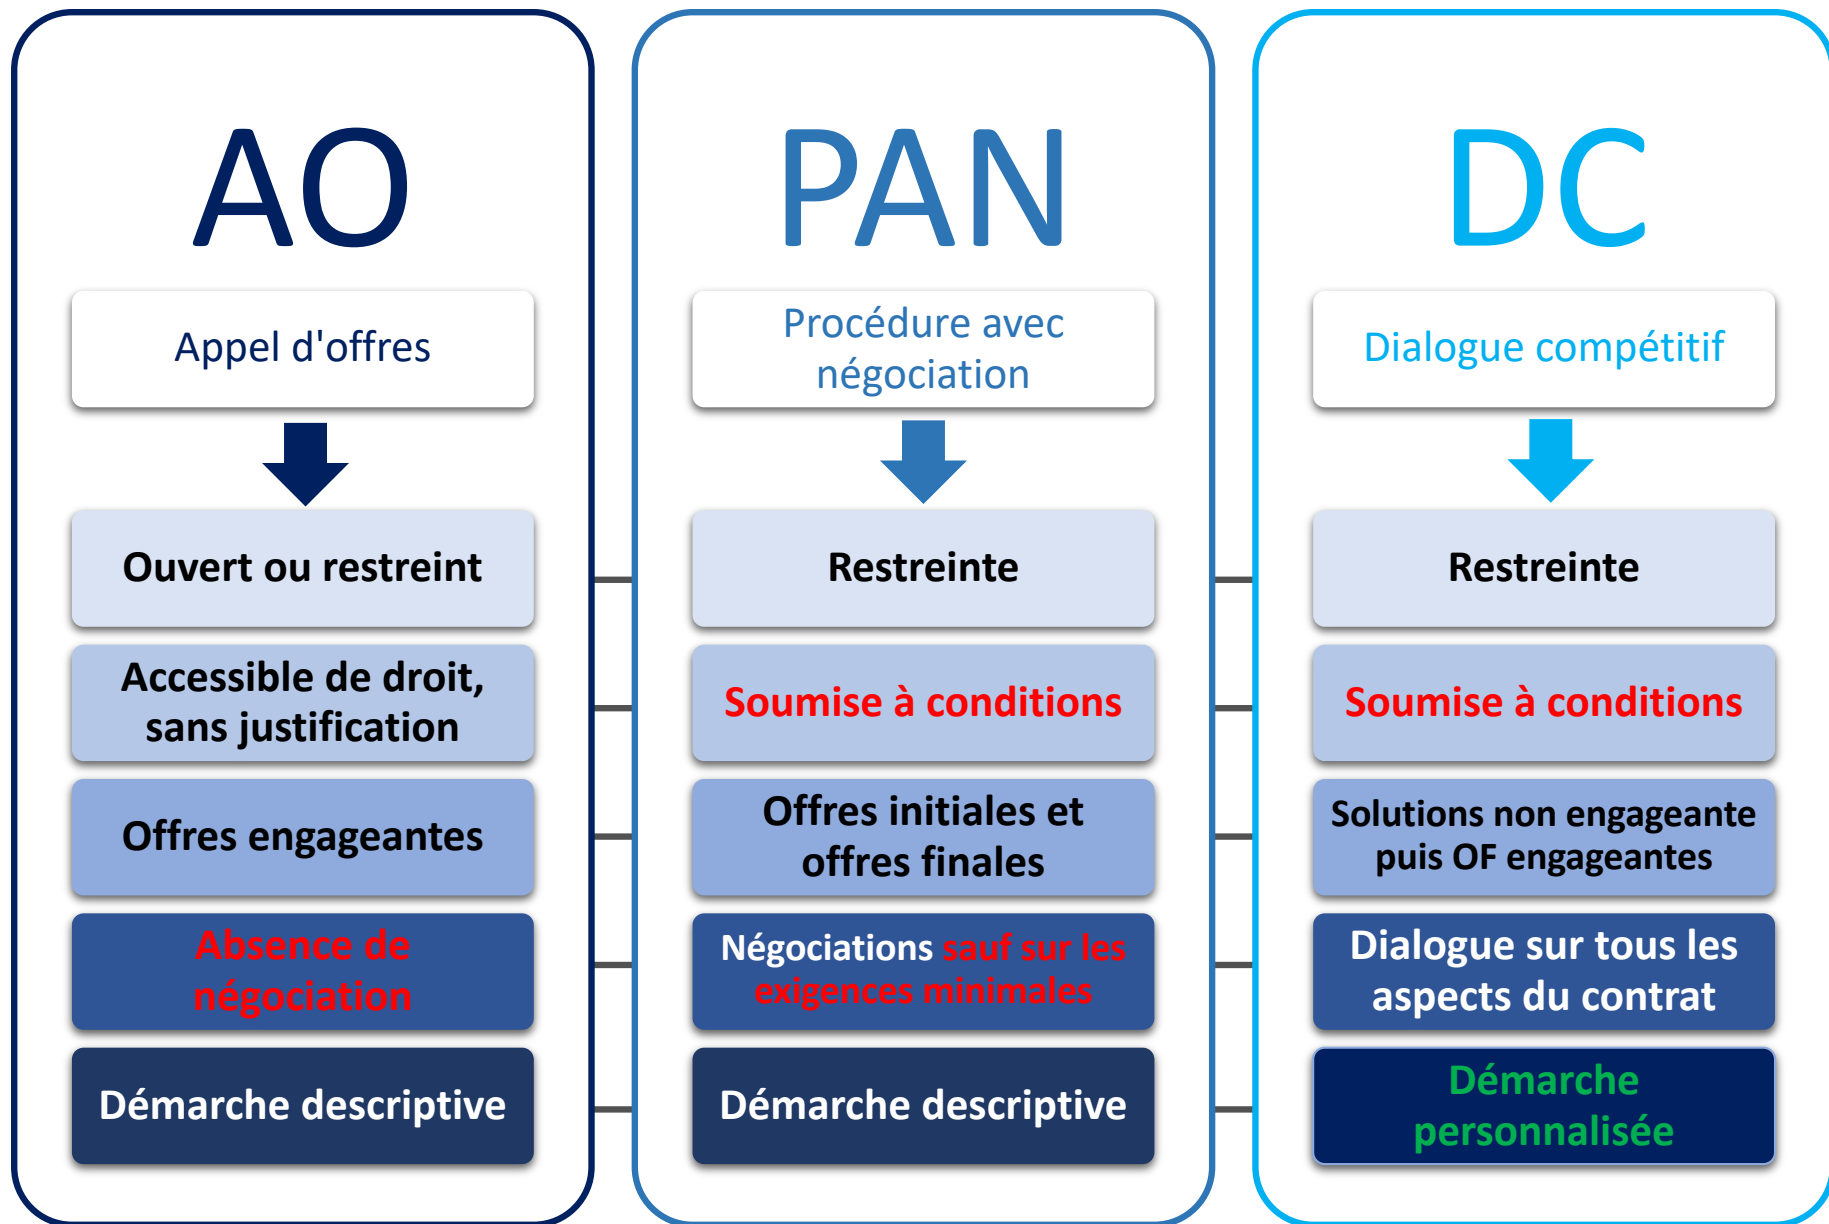 AO
Appel d'offres
Ouvert ou restreint
Accessible de droit,
sans justification
Offres engageantes
Absence de
négociation
Démarche descriptive
PAN
Procédure avec
négociation
Restreinte
Soumise à conditions
Offres initiales et
offres finales
Négociations sauf sur les
exigences minimales
Démarche descriptive
DC
Dialogue compétitif
Restreinte
Soumise à conditions
Solutions non engageante
puis OF engageantes
Dialogue sur tous les
aspects du contrat
Démarche
personnalisée